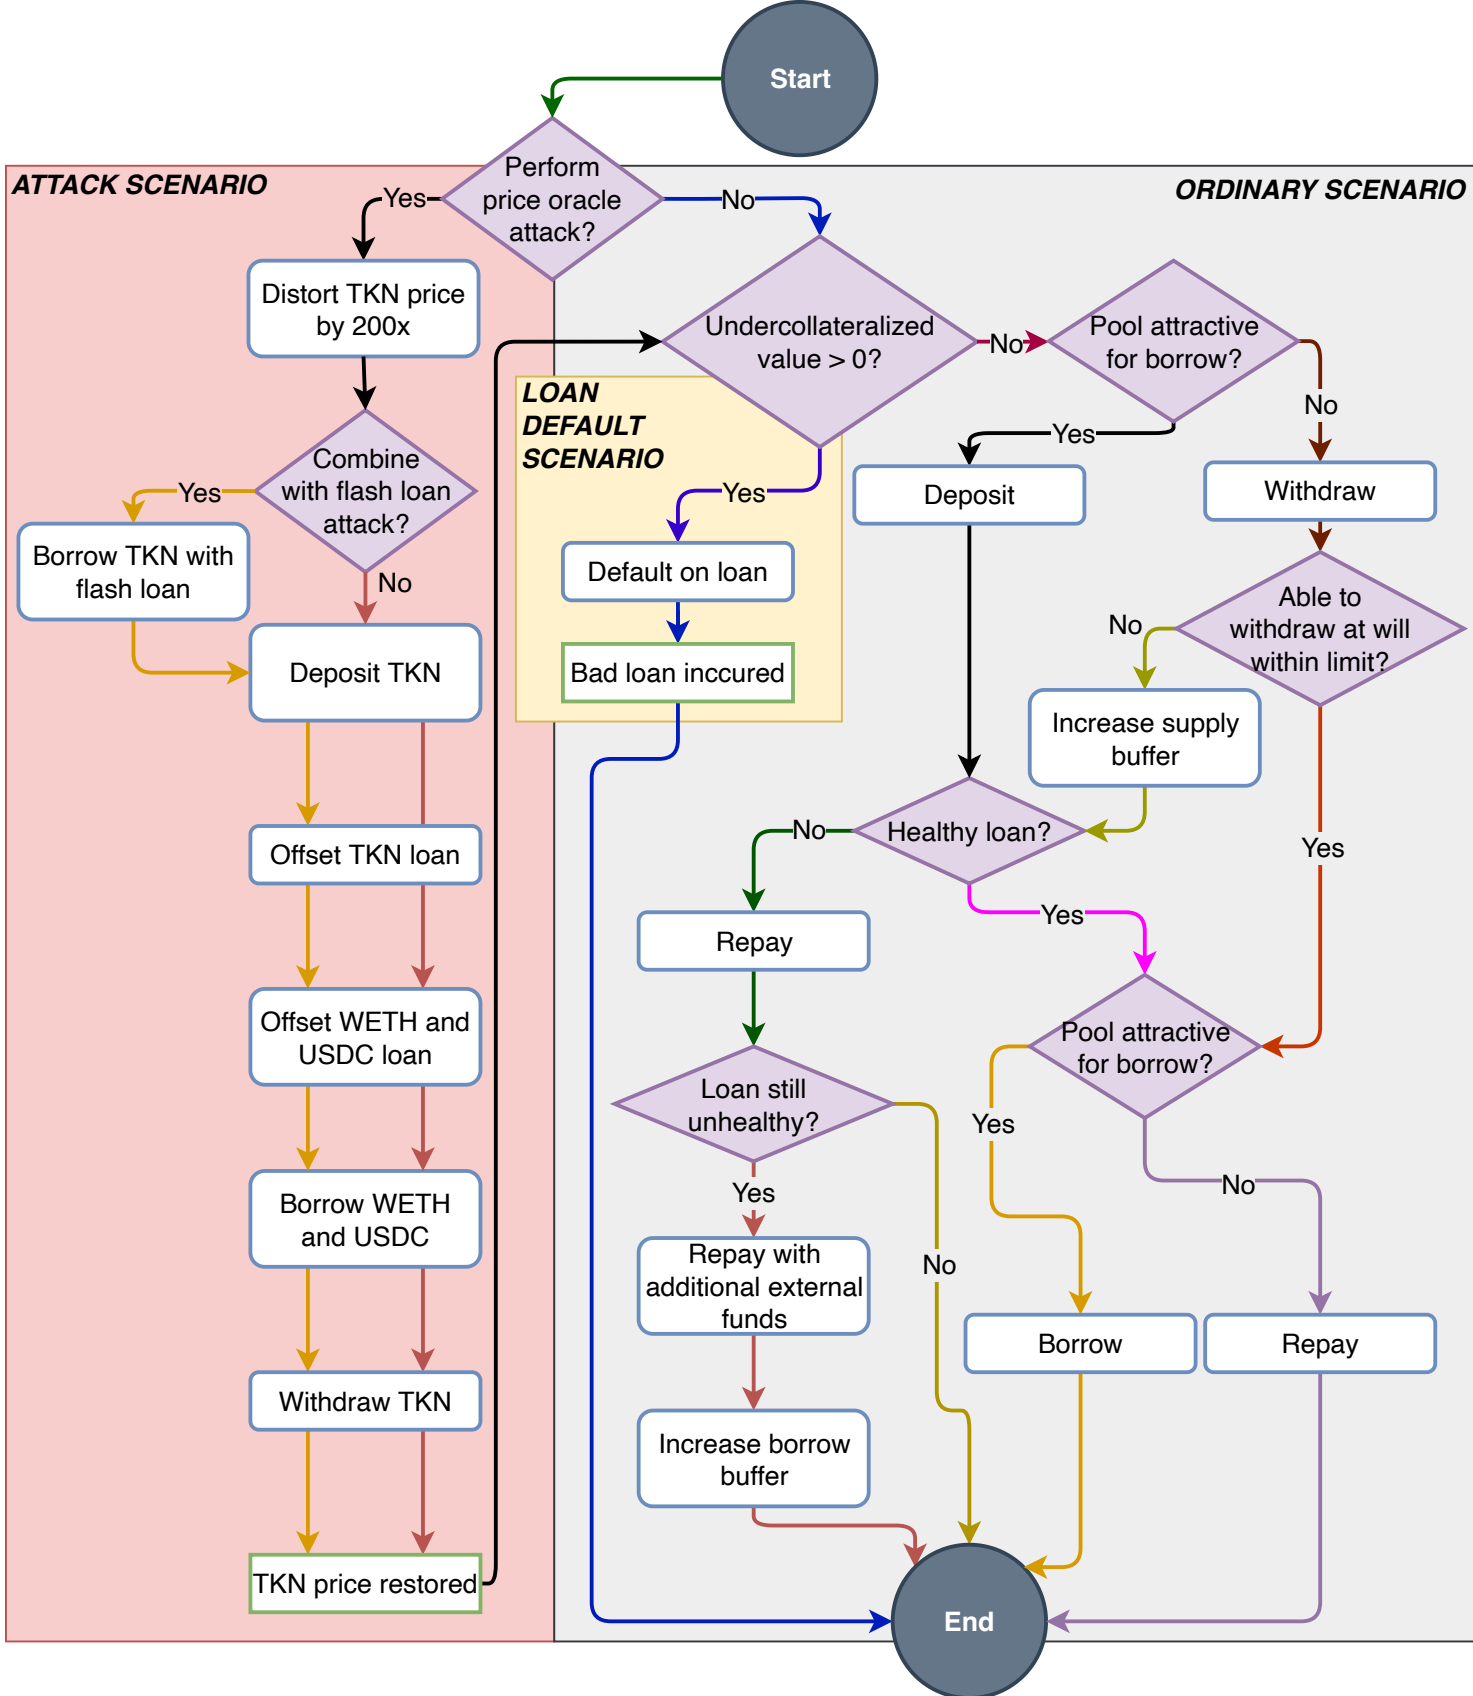 Start
Perform
price oracle
attack?
ATTACK SCENARIO
ORDINARY SCENARIO
Yes
No
Distort TKN price
by 200x
Undercollateralized
value > 0?
No
Pool attractive
for borrow?
No
Yes
LOAN
DEFAULT
SCENARIO
Combine
with flash loan
attack?
Yes
No
Yes
Deposit
Withdraw
Borrow TKN with
flash loan
Default on loan
Able to
withdraw at will
within limit?
No
Yes
Deposit TKN
Bad loan inccured
Increase supply
buffer
Healthy loan?
No
Yes
Offset TKN loan
Repay
Offset WETH and
USDC loan
Pool attractive
for borrow?
Yes
No
Loan still
unhealthy?
Yes
No
Borrow WETH
and USDC
Repay with
additional external
funds
Borrow
Repay
Withdraw TKN
Increase borrow
buffer
TKN price restored
End